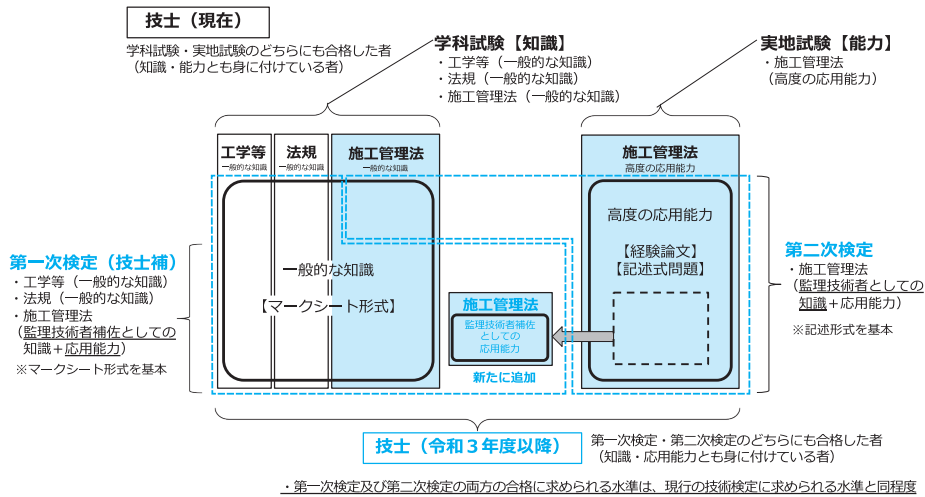 技士（現在）
学科試験・実地試験のどちらにも合格した者
（知識・能力とも身に付けている者）
学科試験【知識】
・工学等（一般的な知識）
・法規（一般的な知識）
・施工管理法（一般的な知識）
実地試験【能力】
・施工管理法
（高度の応用能力）
工学等
一般的な知識
法規
一般的な知識
施工管理法
一般的な知識
施工管理法
高度の応用能力
一般的な知識
【マークシート形式】
高度の応用能力
【経験論文】
【記述式問題】
施工管理法
監理技術者補佐
としての
応用能力
新たに追加
第一次検定（技士補）
・工学等（一般的な知識）
・法規（一般的な知識）
・施工管理法
（監理技術者補佐としての
知識＋応用能力）
※マークシート形式を基本
第二次検定
・施工管理法
（監理技術者としての
知識＋応用能力）
※記述形式を基本
技士（令和３年度以降）
第一次検定・第二次検定のどちらにも合格した者
（知識・応用能力とも身に付けている者）
・第一次検定及び第二次検定の両方の合格に求められる水準は、現行の技術検定に求められる水準と同程度